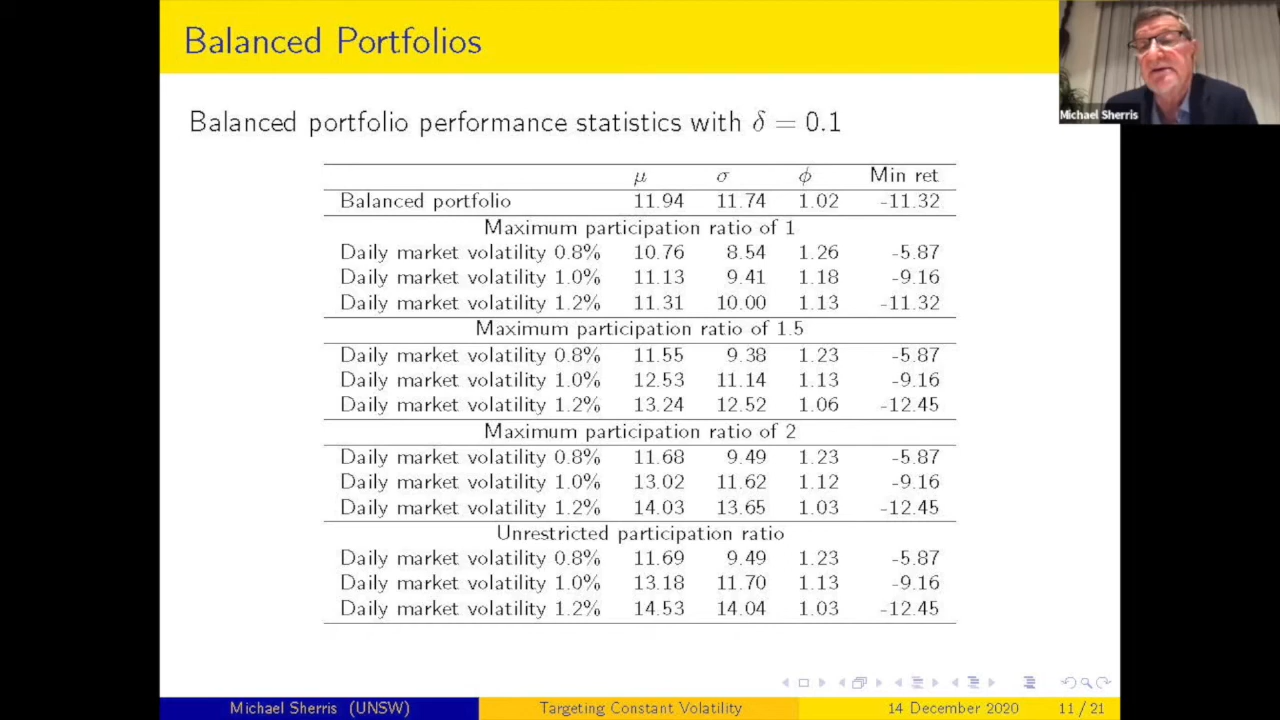 Balanced Portfolios
Michael Sherris
Balanced portfolio performance statistics with δ = 0.1
μ σ ϕ Min ret
Balanced portfolio 11.94 11.74 1.02 -11.32
Maximum participation ratio of 1
Daily market volatility 0.8% 10.76 8.54 1.26 -5.87
Daily market volatility 1.0% 11.13 9.41 1.18 -9.16
Daily market volatility 1.2% 11.31 10.00 1.13 -11.32
Maximum participation ratio of 1.5
Daily market volatility 0.8% 11.55 9.38 1.23 -5.87
Daily market volatility 1.0% 12.53 11.14 1.13 -9.16
Daily market volatility 1.2% 13.24 12.52 1.06 -12.45
Maximum participation ratio of 2
Daily market volatility 0.8% 11.68 9.49 1.23 -5.87
Daily market volatility 1.0% 13.02 11.62 1.12 -9.16
Daily market volatility 1.2% 14.03 13.65 1.03 -12.45
Unrestricted participation ratio
Daily market volatility 0.8% 11.69 9.49 1.23 -5.87
Daily market volatility 1.0% 13.18 11.70 1.13 -9.16
Daily market volatility 1.2% 14.53 14.04 1.03 -12.45
Michael Sherris (UNSW) Targeting Constant Volatility 14 December 2020 11 / 21